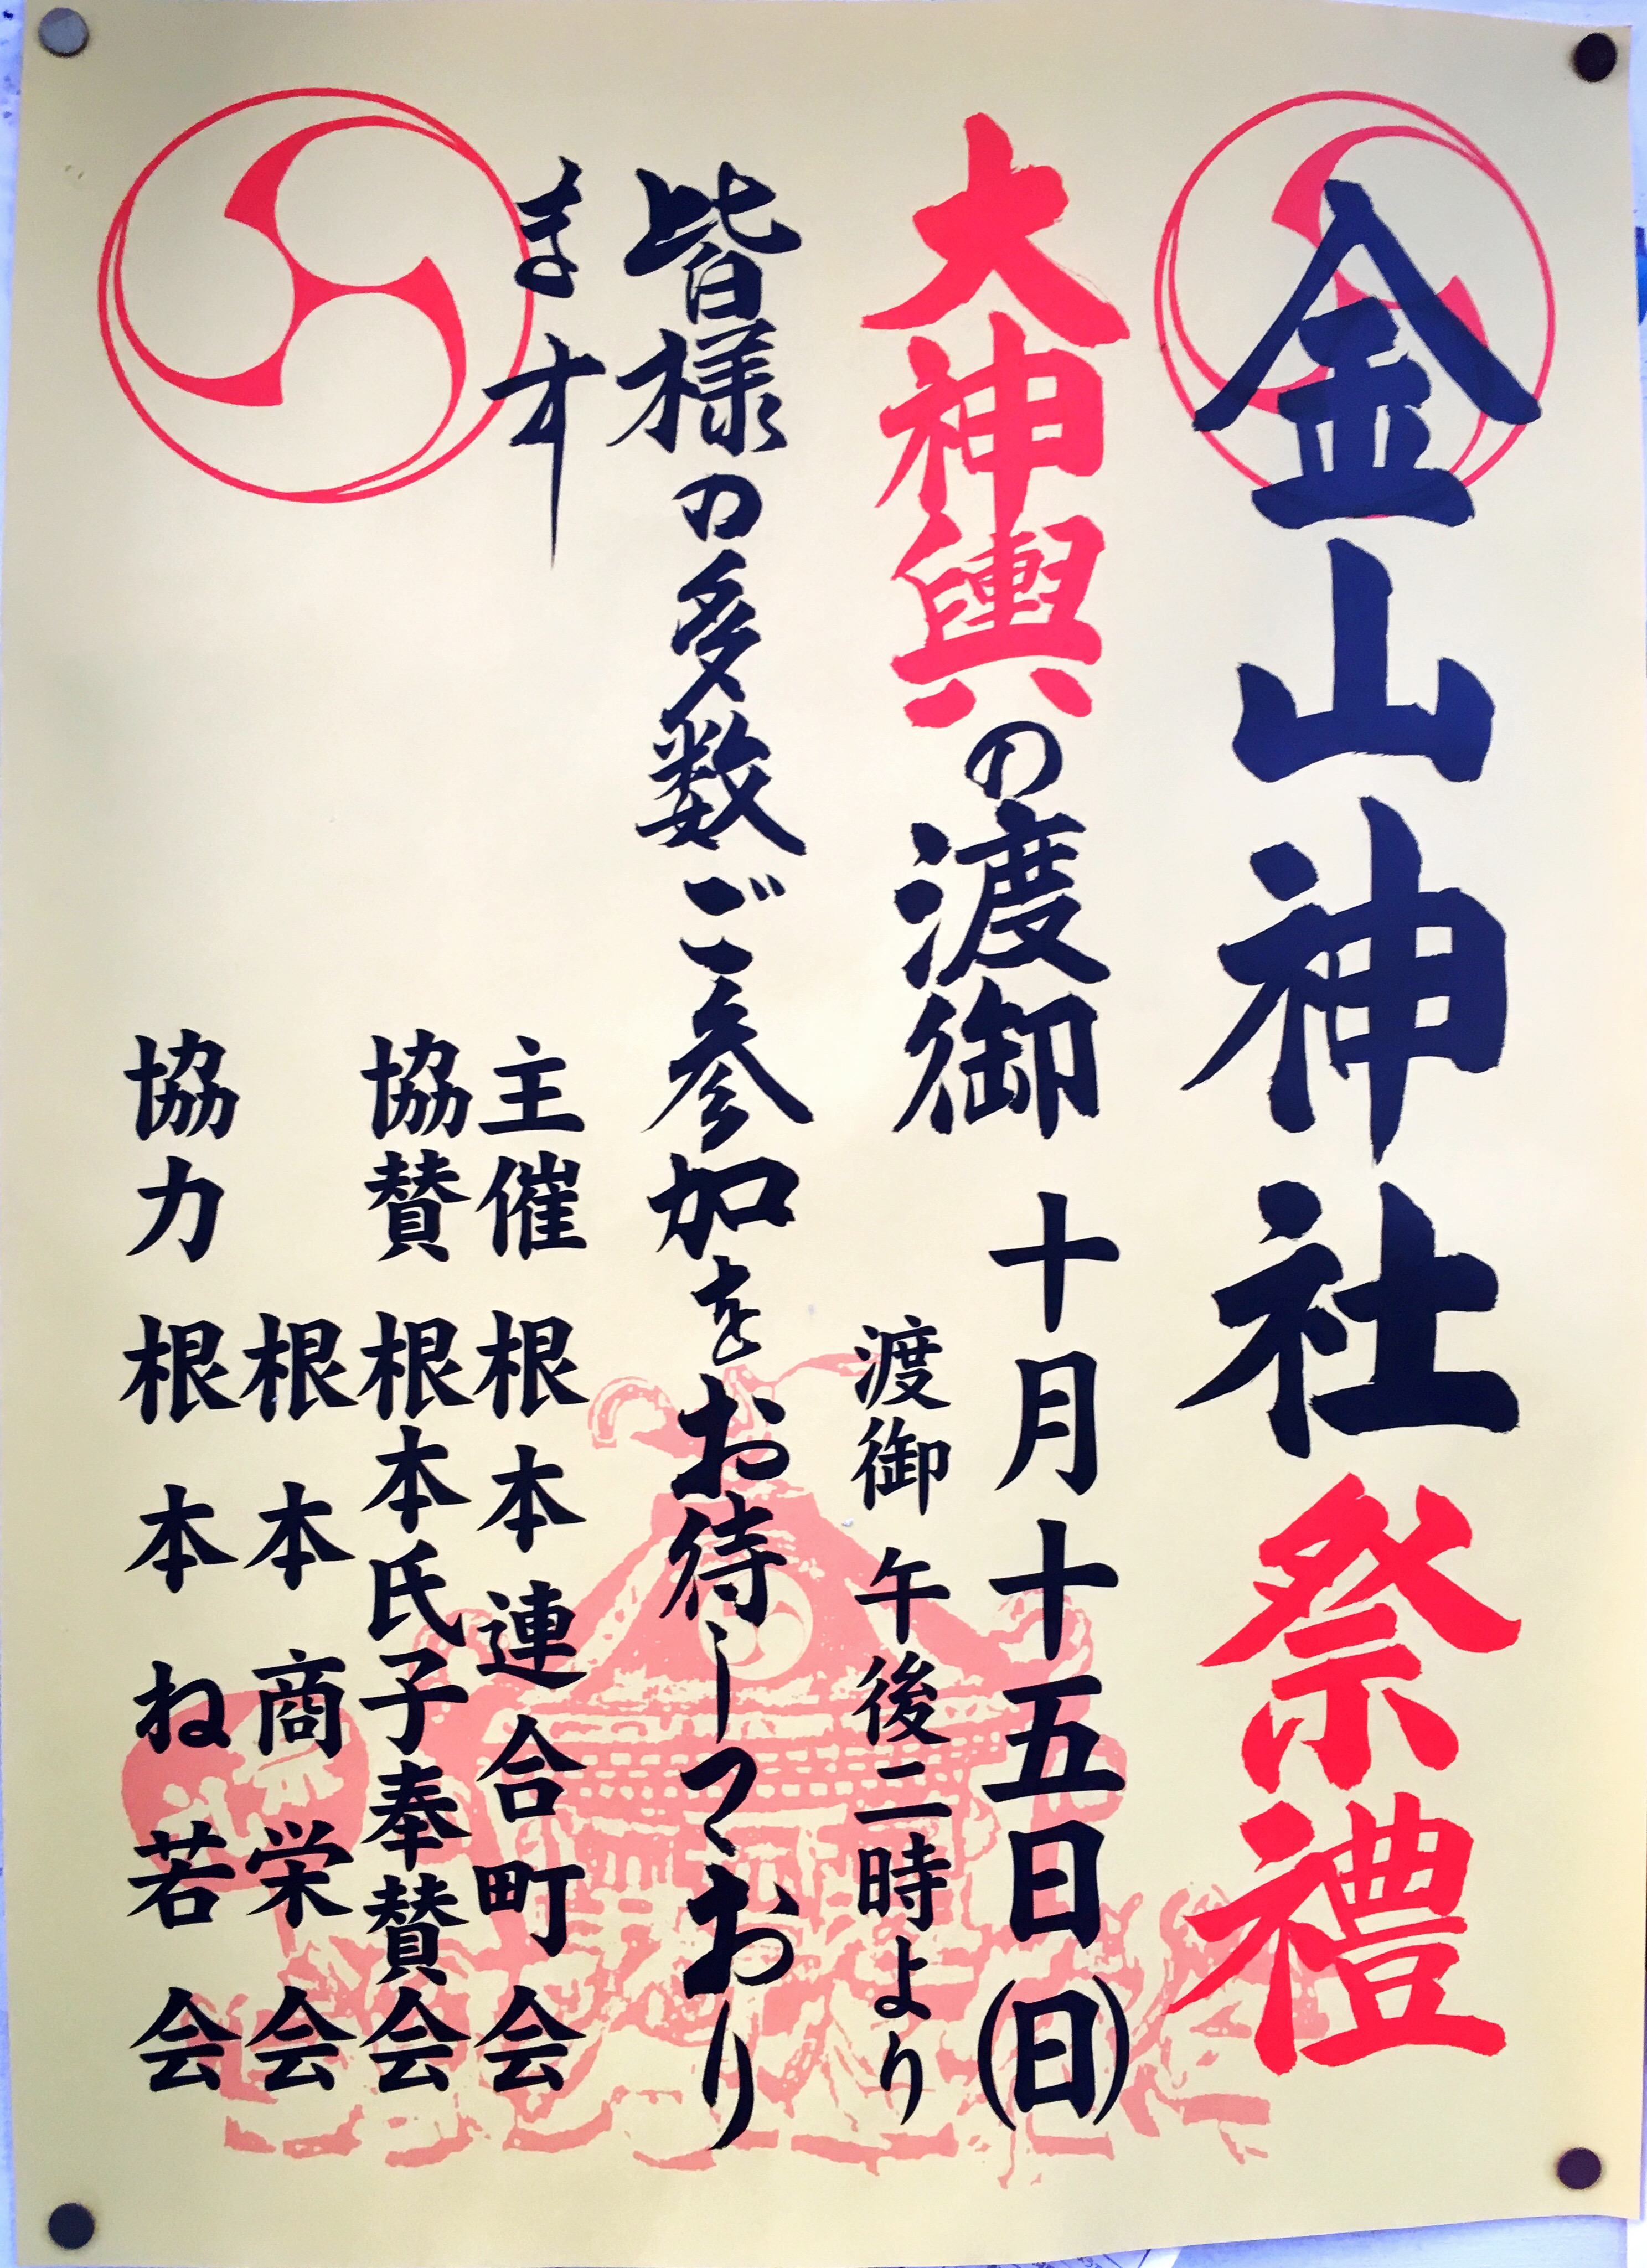 金山神社祭禮
大神輿の渡御
十月十五日(日)
渡御 午後二時より
皆様の多数ご参加をお待ちしております
主催 根本連合町会
協賛 根本氏子奉賛会
根本商栄会
協力 根本ね若会